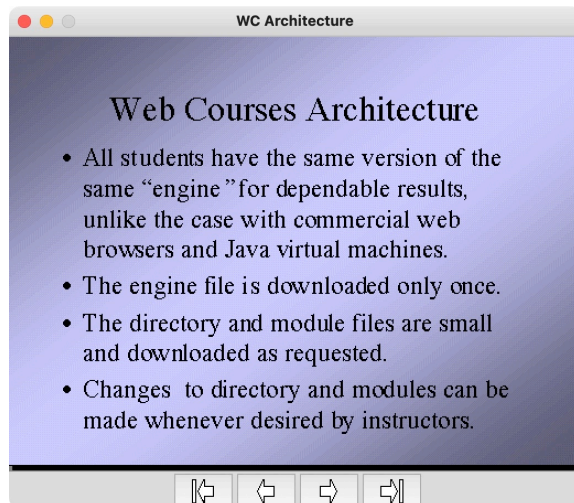 WC Architecture
Web Courses Architecture
• All students have the same version of the
same “engine” for dependable results,
unlike the case with commercial web
browsers and Java virtual machines.
• The engine file is downloaded only once.
• The directory and module files are small
and downloaded as requested.
• Changes  to directory and modules can be
made whenever desired by instructors.